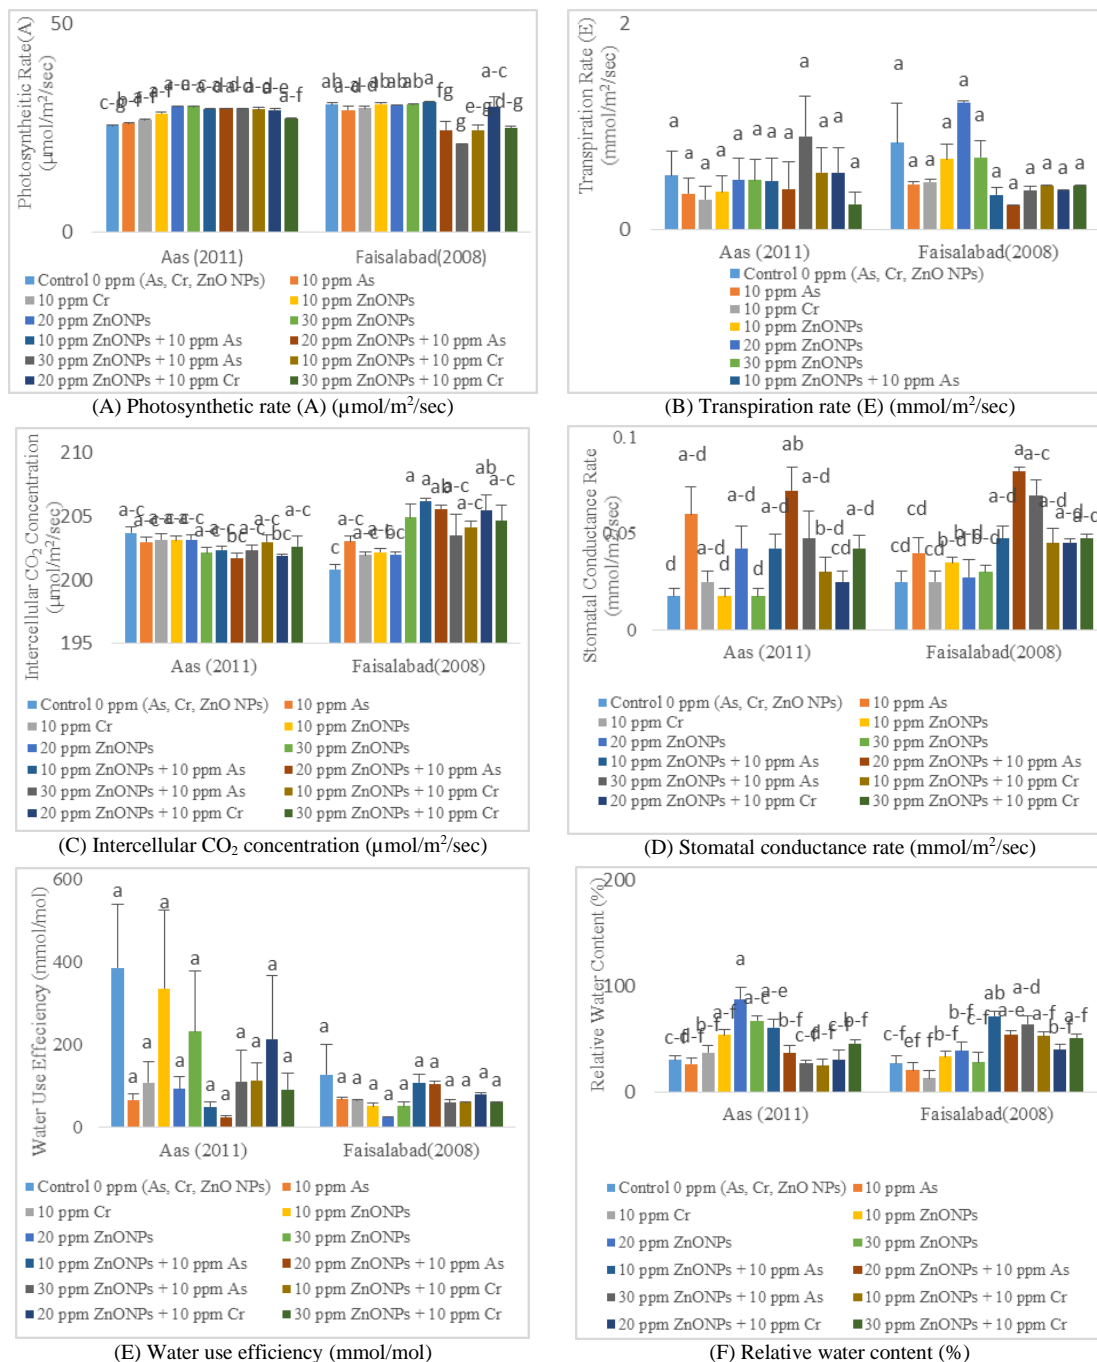 50
Photosyntheitic Rate(A)
(µmol/m²/sec)
c-g b-f a-f a-f a-c a-c a-d a-d a-d a-d a-e a-f
ab a-d a-d ab ab ab a fg g e-g a-c d-g
0
Aas (2011) Faisalabad(2008)
Control 0 ppm (As, Cr, ZnO NPs) 10 ppm As
10 ppm Cr 10 ppm ZnONPs
20 ppm ZnONPs 30 ppm ZnONPs
10 ppm ZnONPs + 10 ppm As 20 ppm ZnONPs + 10 ppm As
30 ppm ZnONPs + 10 ppm As 10 ppm ZnONPs + 10 ppm Cr
20 ppm ZnONPs + 10 ppm Cr 30 ppm ZnONPs + 10 ppm Cr
(A) Photosynthetic rate (A) (µmol/m²/sec)
2
Transpiration Rate (E)
(mmol/m²/sec)
a a a a a a a a a a a a
a a a a a a a a a a a a
0
Aas (2011) Faisalabad(2008)
Control 0 ppm (As, Cr, ZnO NPs)
10 ppm As
10 ppm Cr
10 ppm ZnONPs
20 ppm ZnONPs
30 ppm ZnONPs
10 ppm ZnONPs + 10 ppm As
(B) Transpiration rate (E) (mmol/m²/sec)
210
205
200
195
Intercellular CO₂ Concentration
(µmol/m²/sec)
a-c a-c a-c a-c a-c a-c a-c bc a-c a-c bc a-c
c a-c a-c a-c bc a a ab a-c a-c ab a-c
Aas (2011) Faisalabad(2008)
Control 0 ppm (As, Cr, ZnO NPs) 10 ppm As
10 ppm Cr 10 ppm ZnONPs
20 ppm ZnONPs 30 ppm ZnONPs
10 ppm ZnONPs + 10 ppm As 20 ppm ZnONPs + 10 ppm As
30 ppm ZnONPs + 10 ppm As 10 ppm ZnONPs + 10 ppm Cr
20 ppm ZnONPs + 10 ppm Cr 30 ppm ZnONPs + 10 ppm Cr
(C) Intercellular CO₂ concentration (µmol/m²/sec)
0.1
0.05
0
Stomatal Conductance Rate
(mmol/m²/sec)
d a-d a-d d a-d d a-d ab a-d b-d cd a-d
cd cd cd b-d b-d b-d a-d a a-c a-d a-d a-d
Aas (2011) Faisalabad(2008)
Control 0 ppm (As, Cr, ZnO NPs) 10 ppm As
10 ppm Cr 10 ppm ZnONPs
20 ppm ZnONPs 30 ppm ZnONPs
10 ppm ZnONPs + 10 ppm As 20 ppm ZnONPs + 10 ppm As
30 ppm ZnONPs + 10 ppm As 10 ppm ZnONPs + 10 ppm Cr
20 ppm ZnONPs + 10 ppm Cr 30 ppm ZnONPs + 10 ppm Cr
(D) Stomatal conductance rate (mmol/m²/sec)
600
400
200
0
Water Use Effeciency (mmol/mol)
a a a a a a a a a a a a
a a a a a a a a a a a a
Aas (2011) Faisalabad(2008)
Control 0 ppm (As, Cr, ZnO NPs) 10 ppm As
10 ppm Cr 10 ppm ZnONPs
20 ppm ZnONPs 30 ppm ZnONPs
10 ppm ZnONPs + 10 ppm As 20 ppm ZnONPs + 10 ppm As
30 ppm ZnONPs + 10 ppm As 10 ppm ZnONPs + 10 ppm Cr
20 ppm ZnONPs + 10 ppm Cr 30 ppm ZnONPs + 10 ppm Cr
(E) Water use efficiency (mmol/mol)
200
100
0
Relative Water Content (%)
c-f d-f b-f a-f a a-c a-e b-f c-f d-f c-f b-f
c-f ef f b-f b-f c-f ab a-e a-d a-f b-f a-f
Aas (2011) Faisalabad(2008)
Control 0 ppm (As, Cr, ZnO NPs) 10 ppm As
10 ppm Cr 10 ppm ZnONPs
20 ppm ZnONPs 30 ppm ZnONPs
10 ppm ZnONPs + 10 ppm As 20 ppm ZnONPs + 10 ppm As
30 ppm ZnONPs + 10 ppm As 10 ppm ZnONPs + 10 ppm Cr
20 ppm ZnONPs + 10 ppm Cr 30 ppm ZnONPs + 10 ppm Cr
(F) Relative water content (%)